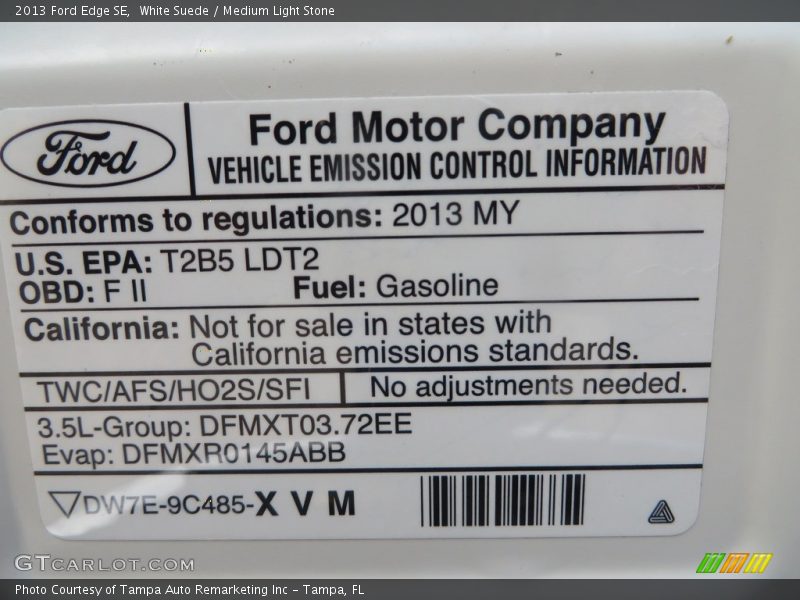 2013 Ford Edge SE,  White Suede / Medium Light Stone
Ford
Ford Motor Company
VEHICLE EMISSION CONTROL INFORMATION
Conforms to regulations: 2013 MY
U.S. EPA: T2B5 LDT2
OBD: F II Fuel: Gasoline
California: Not for sale in states with
California emissions standards.
TWC/AFS/HO2S/SFI No adjustments needed.
3.5L-Group: DFMXT03.72EE
Evap: DFMXR0145ABB
DW7E-9C485-X V M
GTCARLOT.COM
Photo Courtesy of Tampa Auto Remarketing Inc – Tampa, FL